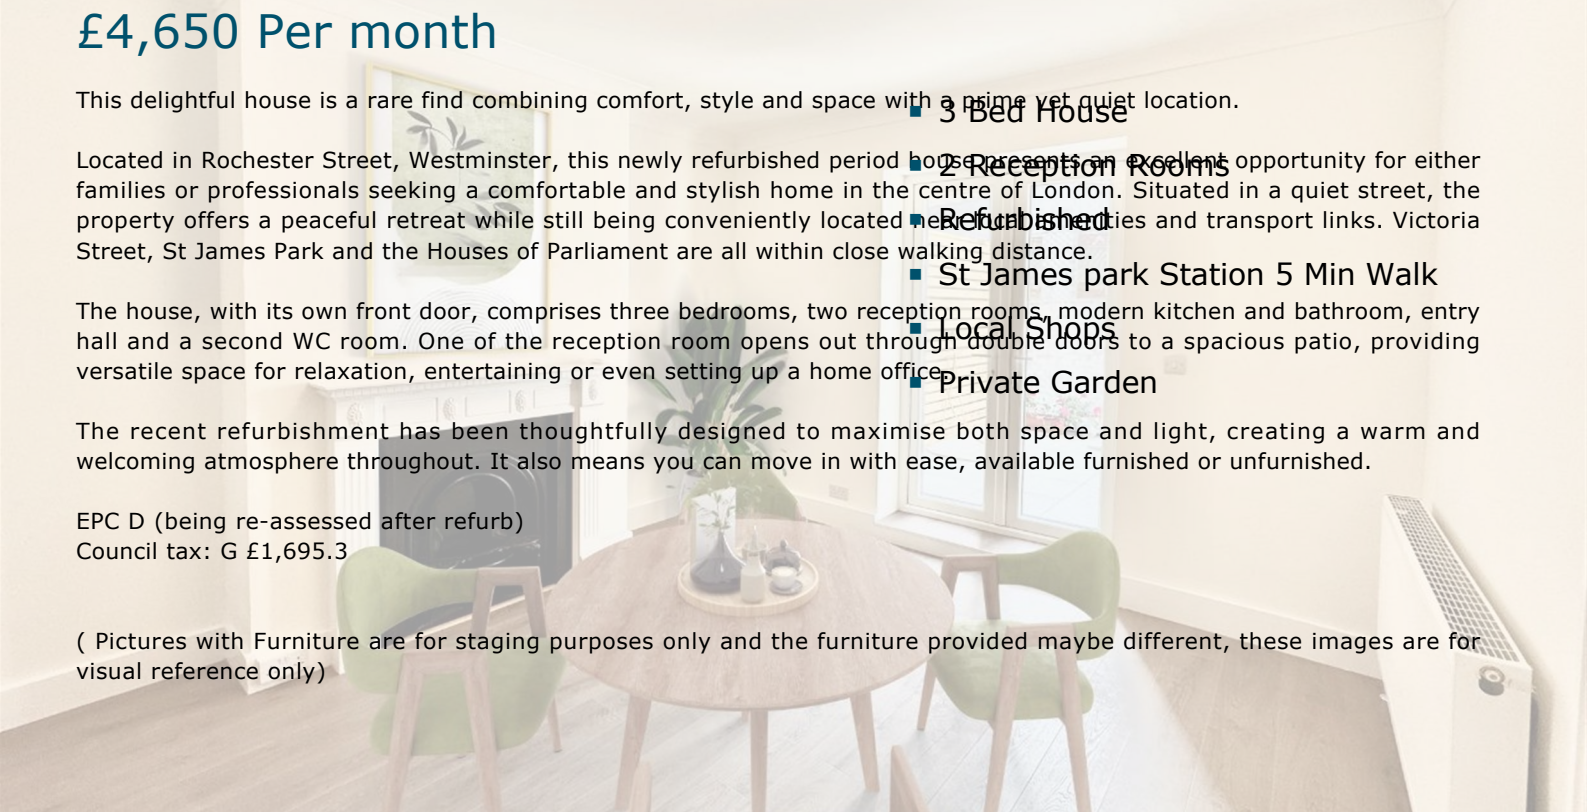 £4,650 Per month
This delightful house is a rare find combining comfort, style and space with a prime yet quiet location.
Located in Rochester Street, Westminster, this newly refurbished period house presents an excellent opportunity for either
families or professionals seeking a comfortable and stylish home in the centre of London. Situated in a quiet street, the
property offers a peaceful retreat while still being conveniently located near local amenities and transport links. Victoria
Street, St James Park and the Houses of Parliament are all within close walking distance.
The house, with its own front door, comprises three bedrooms, two reception rooms, modern kitchen and bathroom, entry
hall and a second WC room. One of the reception room opens out through double doors to a spacious patio, providing
versatile space for relaxation, entertaining or even setting up a home office.
The recent refurbishment has been thoughtfully designed to maximise both space and light, creating a warm and
welcoming atmosphere throughout. It also means you can move in with ease, available furnished or unfurnished.
EPC D (being re-assessed after refurb)
Council tax: G £1,695.3
( Pictures with Furniture are for staging purposes only and the furniture provided maybe different, these images are for
visual reference only)
3 Bed House
2 Reception Rooms
Refurbished
St James park Station 5 Min Walk
Local Shops
Private Garden